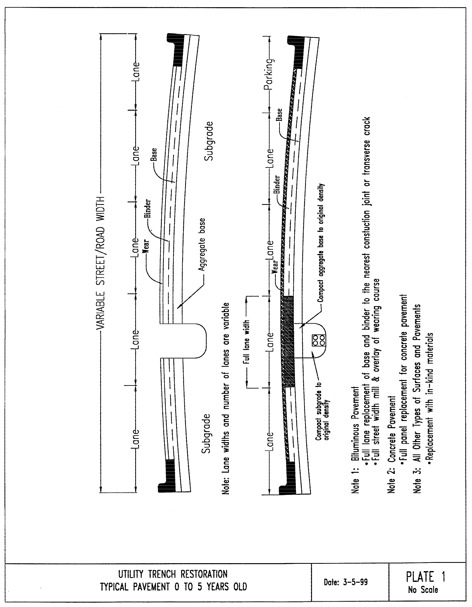 VARIABLE STREET/ROAD WIDTH
Lane
Lane
Lane
Lane
Lane
Subgrade
Wear
Binder
Base
Aggregate base
Subgrade
Note: Lane widths and number of lanes are variable
Lane
Lane
Lane
Lane
Parking
Full lane width
Wear
Binder
Base
Compact subgrade to
original density
Compact aggregate base to original density
Note 1: Bituminous Pavement
•Full lane replacement of base and binder to the nearest constuction joint or transverse crack
•Full street width mill & overlay of wearing course
Note 2: Concrete Pavement
•Full panel replacement for concrete pavement
Note 3: All Other Types of Surfaces and Pavements
•Replacement with in-kind materials
UTILITY TRENCH RESTORATION
TYPICAL PAVEMENT 0 TO 5 YEARS OLD
Date: 3-5-99
PLATE 1
No Scale